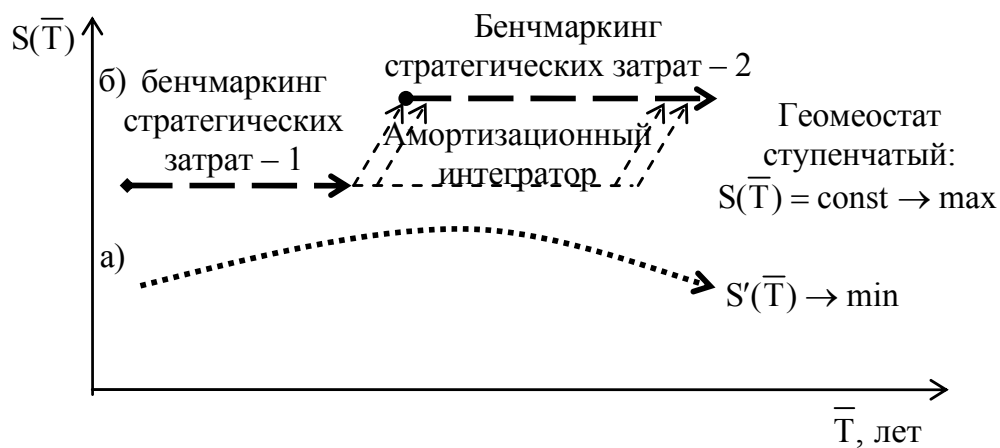 S(T̅)
Бенчмаркинг
стратегических затрат – 2
б) бенчмаркинг
стратегических
затрат – 1
Амортизационный
интегратор
Геомеостат
ступенчатый:
S(T̅) = const → max
а)
S′(T̅) → min
T̅, лет